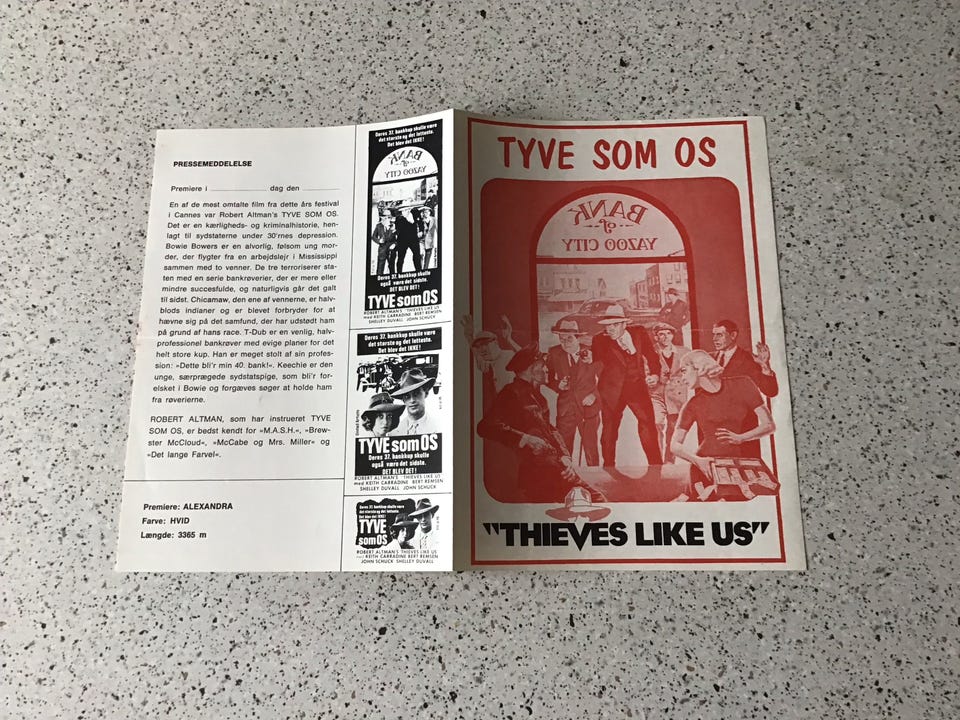 PRESSEMEDDELELSE
Premiere i ____________ dag den ________
En af de mest omtalte film fra dette års festival
i Cannes var Robert Altman's TYVE SOM OS.
Det er en kærligheds- og kriminalhistorie, hen-
lagt til sydstaterne under 30'rnes depression.
Bowie Bowers er en alvorlig, følsom ung mor-
der, der flygter fra en arbejdslejr i Mississippi
sammen med to venner. De tre terroriserer sta-
ten med en serie bankrøverier, der er mere eller
mindre succesfulde, og naturligvis går det galt
til sidst. Chicamaw, den ene af vennerne, er halv-
blods indianer og er blevet forbryder for at
hævne sig på det samfund, der har udstødt ham
på grund af hans race. T-Dub er en venlig, halv-
professionel bankrøver med evige planer for det
helt store kup. Han er meget stolt af sin profes-
sion: »Dette bli'r min 40. bank!«. Keechie er den
unge, særprægede sydstatspige, som bli'r for-
elsket i Bowie og forgæves søger at holde ham
fra røverierne.
ROBERT ALTMAN, som har instrueret TYVE
SOM OS, er bedst kendt for »M.A.S.H.«, »Brew-
ster McCloud«, »McCabe og Mrs. Miller« og
»Det lange Farvel«.
Premiere: ALEXANDRA
Farve: HVID
Længde: 3365 m
Deres 37. bankkup skulle være
det største og det letteste.
Det blev det IKKE!
BANK
of
YAZOO CITY
Deres 37. bankkup skulle
også være det sidste.
DET BLEV DET!
TYVE som OS
ROBERT ALTMAN'S "THIEVES LIKE US"
med KEITH CARRADINE BERT REMSEN
SHELLEY DUVALL JOHN SCHUCK
Deres 37. bankkup skulle være
det største og det letteste.
Det blev det IKKE!
TYVE som OS
Deres 37. bankkup skulle
også være det sidste.
DET BLEV DET!
ROBERT ALTMAN'S "THIEVES LIKE US"
med KEITH CARRADINE BERT REMSEN
SHELLEY DUVALL JOHN SCHUCK
TYVE
som OS
ROBERT ALTMAN'S "THIEVES LIKE US"
med KEITH CARRADINE BERT REMSEN
JOHN SCHUCK SHELLEY DUVALL
TYVE SOM OS
BANK
of
YAZOO CITY
"THIEVES LIKE US"